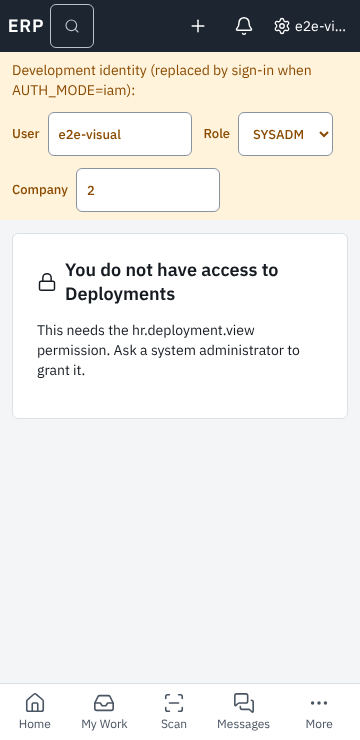 ERP
e2e-vi...
Development identity (replaced by sign-in when
AUTH_MODE=iam):
User e2e-visual Role SYSADM
Company 2
You do not have access to
Deployments
This needs the hr.deployment.view
permission. Ask a system administrator to
grant it.
Home My Work Scan Messages More